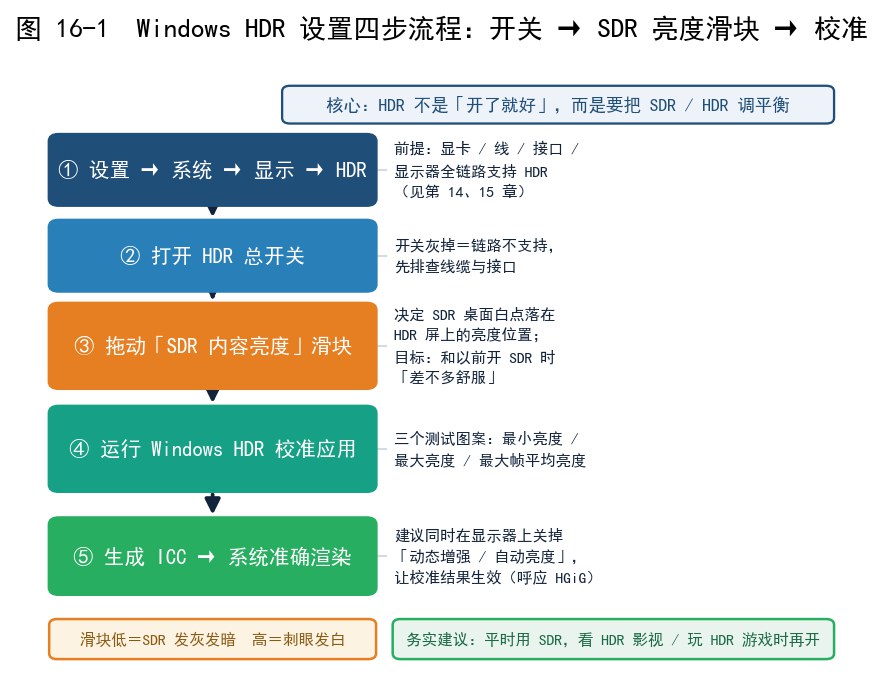 图 16-1  Windows HDR 设置四步流程：开关 → SDR 亮度滑块 → 校准
核心：HDR 不是「开了就好」，而是要把 SDR / HDR 调平衡
① 设置 → 系统 → 显示 → HDR
前提：显卡 / 线 / 接口 /
显示器全链路支持 HDR
（见第 14、15 章）
② 打开 HDR 总开关
开关灰掉＝链路不支持，
先排查线缆与接口
③ 拖动「SDR 内容亮度」滑块
决定 SDR 桌面白点落在
HDR 屏上的亮度位置；
目标：和以前开 SDR 时
「差不多舒服」
④ 运行 Windows HDR 校准应用
三个测试图案：最小亮度 /
最大亮度 / 最大帧平均亮度
⑤ 生成 ICC → 系统准确渲染
建议同时在显示器上关掉
「动态增强 / 自动亮度」，
让校准结果生效（呼应 HGiG）
滑块低＝SDR 发灰发暗  高＝刺眼发白
务实建议：平时用 SDR，看 HDR 影视 / 玩 HDR 游戏时再开